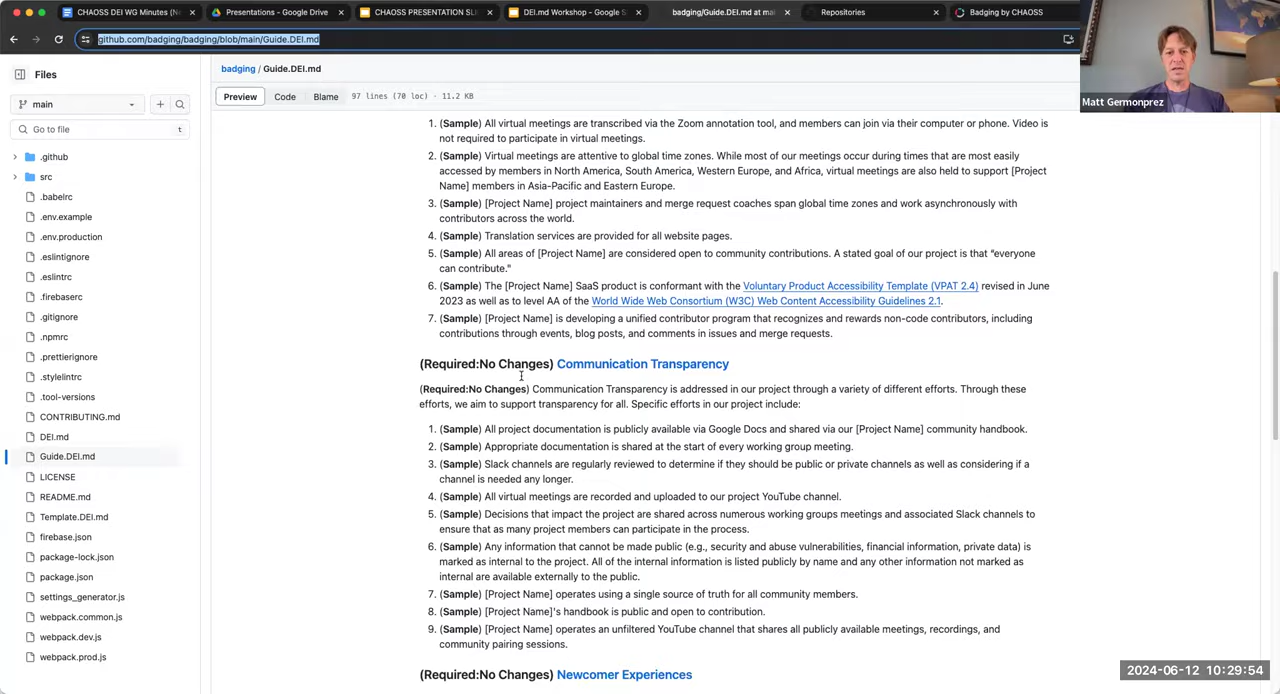 CHAOSS DEI WG Minutes (N
Presentations - Google Drive
CHAOSS PRESENTATION SL
DEI.md Workshop – Google S
badging/Guide.DEI.md at ma
Repositories
Badging by CHAOSS
github.com/badging/badging/blob/main/Guide.DEI.md
Files
main
Go to file
t
.github
src
.babelrc
.env.example
.env.production
.eslintignore
.eslintrc
.firebaserc
.gitignore
.npmrc
.prettierignore
.stylelintrc
.tool-versions
CONTRIBUTING.md
DEI.md
Guide.DEI.md
LICENSE
README.md
Template.DEI.md
firebase.json
package-lock.json
package.json
settings_generator.js
webpack.common.js
webpack.dev.js
webpack.prod.js
badging / Guide.DEI.md
Preview Code Blame 97 lines (70 loc) · 11.2 KB
1. (Sample) All virtual meetings are transcribed via the Zoom annotation tool, and members can join via their computer or phone. Video is
not required to participate in virtual meetings.
2. (Sample) Virtual meetings are attentive to global time zones. While most of our meetings occur during times that are most easily
accessed by members in North America, South America, Western Europe, and Africa, virtual meetings are also held to support [Project
Name] members in Asia-Pacific and Eastern Europe.
3. (Sample) [Project Name] project maintainers and merge request coaches span global time zones and work asynchronously with
contributors across the world.
4. (Sample) Translation services are provided for all website pages.
5. (Sample) All areas of [Project Name] are considered open to community contributions. A stated goal of our project is that "everyone
can contribute."
6. (Sample) The [Project Name] SaaS product is conformant with the Voluntary Product Accessibility Template (VPAT 2.4) revised in June
2023 as well as to level AA of the World Wide Web Consortium (W3C) Web Content Accessibility Guidelines 2.1.
7. (Sample) [Project Name] is developing a unified contributor program that recognizes and rewards non-code contributors, including
contributions through events, blog posts, and comments in issues and merge requests.
(Required:No Changes) Communication Transparency
(Required:No Changes) Communication Transparency is addressed in our project through a variety of different efforts. Through these
efforts, we aim to support transparency for all. Specific efforts in our project include:
1. (Sample) All project documentation is publicly available via Google Docs and shared via our [Project Name] community handbook.
2. (Sample) Appropriate documentation is shared at the start of every working group meeting.
3. (Sample) Slack channels are regularly reviewed to determine if they should be public or private channels as well as considering if a
channel is needed any longer.
4. (Sample) All virtual meetings are recorded and uploaded to our project YouTube channel.
5. (Sample) Decisions that impact the project are shared across numerous working groups meetings and associated Slack channels to
ensure that as many project members can participate in the process.
6. (Sample) Any information that cannot be made public (e.g., security and abuse vulnerabilities, financial information, private data) is
marked as internal to the project. All of the internal information is listed publicly by name and any other information not marked as
internal are available externally to the public.
7. (Sample) [Project Name] operates using a single source of truth for all community members.
8. (Sample) [Project Name]'s handbook is public and open to contribution.
9. (Sample) [Project Name] operates an unfiltered YouTube channel that shares all publicly available meetings, recordings, and
community pairing sessions.
(Required:No Changes) Newcomer Experiences
Matt Germonprez
2024-06-12 10:29:54